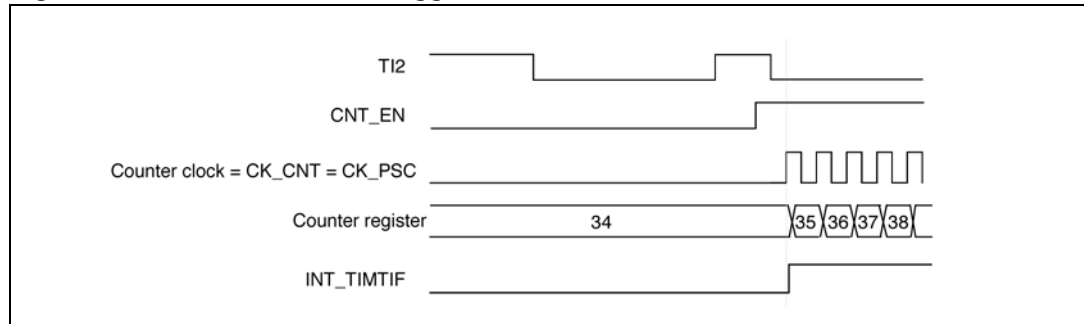 TI2
CNT_EN
Counter clock = CK_CNT = CK_PSC
Counter register 34 35 36 37 38
INT_TIMTIF